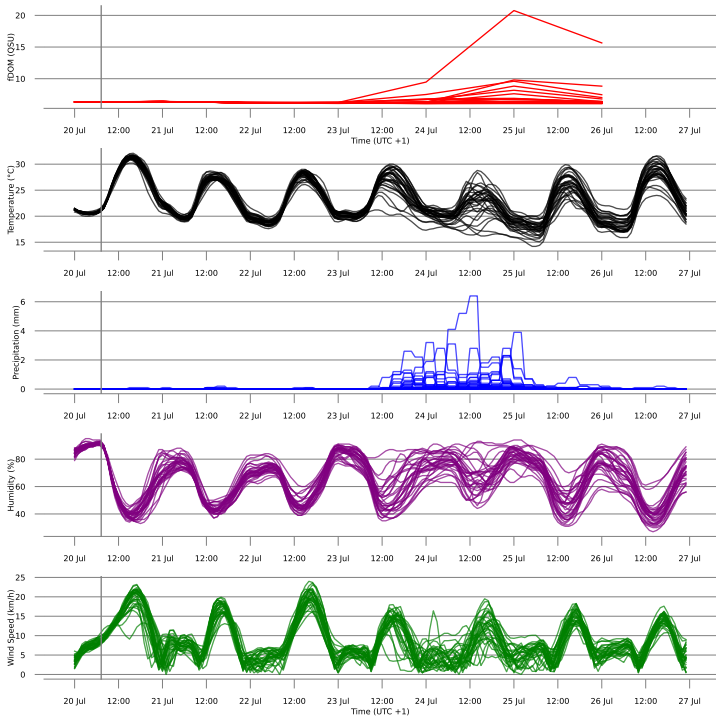 fDOM (QSU)
20
10
20 Jul 12:00 21 Jul 12:00 22 Jul 12:00 23 Jul 12:00 24 Jul 12:00 25 Jul 12:00 26 Jul 12:00 27 Jul
Time (UTC +1)
Temperature (°C)
30
25
20
15
20 Jul 12:00 21 Jul 12:00 22 Jul 12:00 23 Jul 12:00 24 Jul 12:00 25 Jul 12:00 26 Jul 12:00 27 Jul
Precipitation (mm)
6
4
2
0
20 Jul 12:00 21 Jul 12:00 22 Jul 12:00 23 Jul 12:00 24 Jul 12:00 25 Jul 12:00 26 Jul 12:00 27 Jul
Humidity (%)
80
60
40
20 Jul 12:00 21 Jul 12:00 22 Jul 12:00 23 Jul 12:00 24 Jul 12:00 25 Jul 12:00 26 Jul 12:00 27 Jul
Wind Speed (km/h)
25
20
15
10
5
0
20 Jul 12:00 21 Jul 12:00 22 Jul 12:00 23 Jul 12:00 24 Jul 12:00 25 Jul 12:00 26 Jul 12:00 27 Jul
Time (UTC +1)